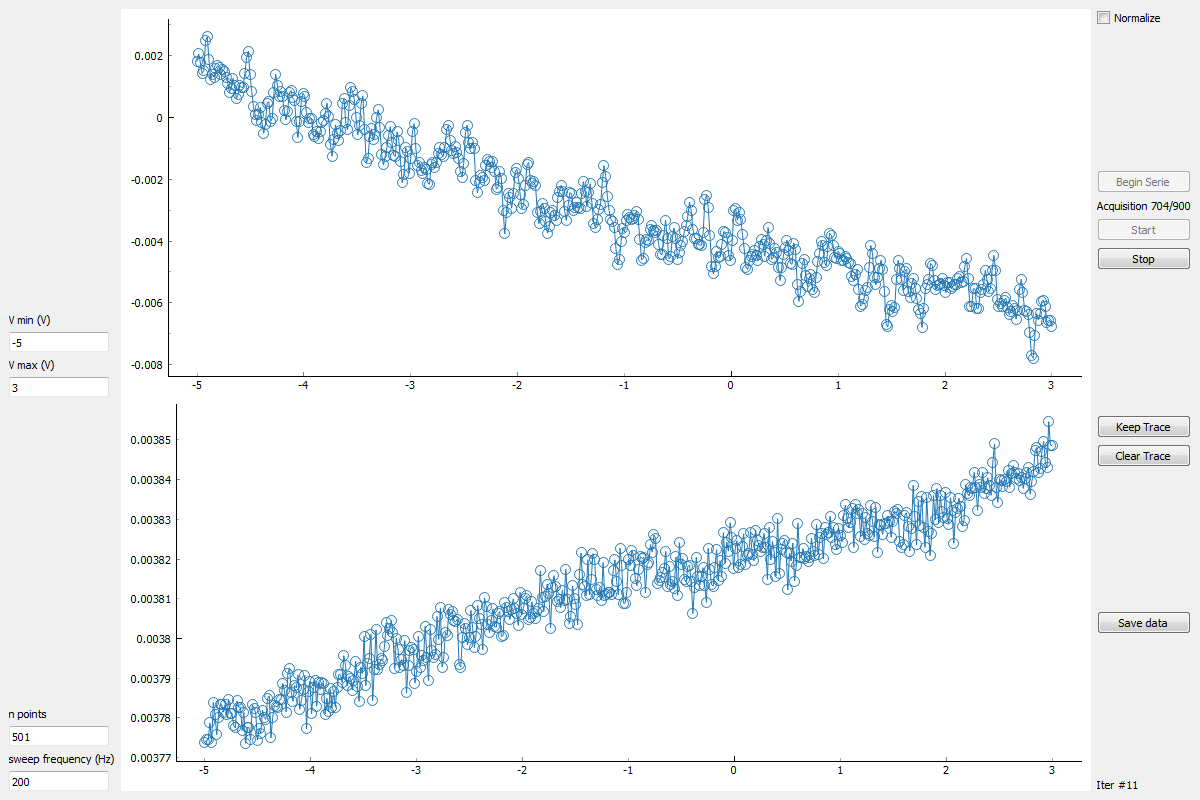 Normalize
0.002
0
-0.002
-0.004
-0.006
-0.008
-5 -4 -3 -2 -1 0 1 2 3
Begin Serie
Acquisition 704/900
Start
Stop
V min (V)
-5
V max (V)
3
0.00385
0.00384
0.00383
0.00382
0.00381
0.0038
0.00379
0.00378
0.00377
-5 -4 -3 -2 -1 0 1 2 3
Keep Trace
Clear Trace
Save data
n points
501
sweep frequency (Hz)
200
Iter #11